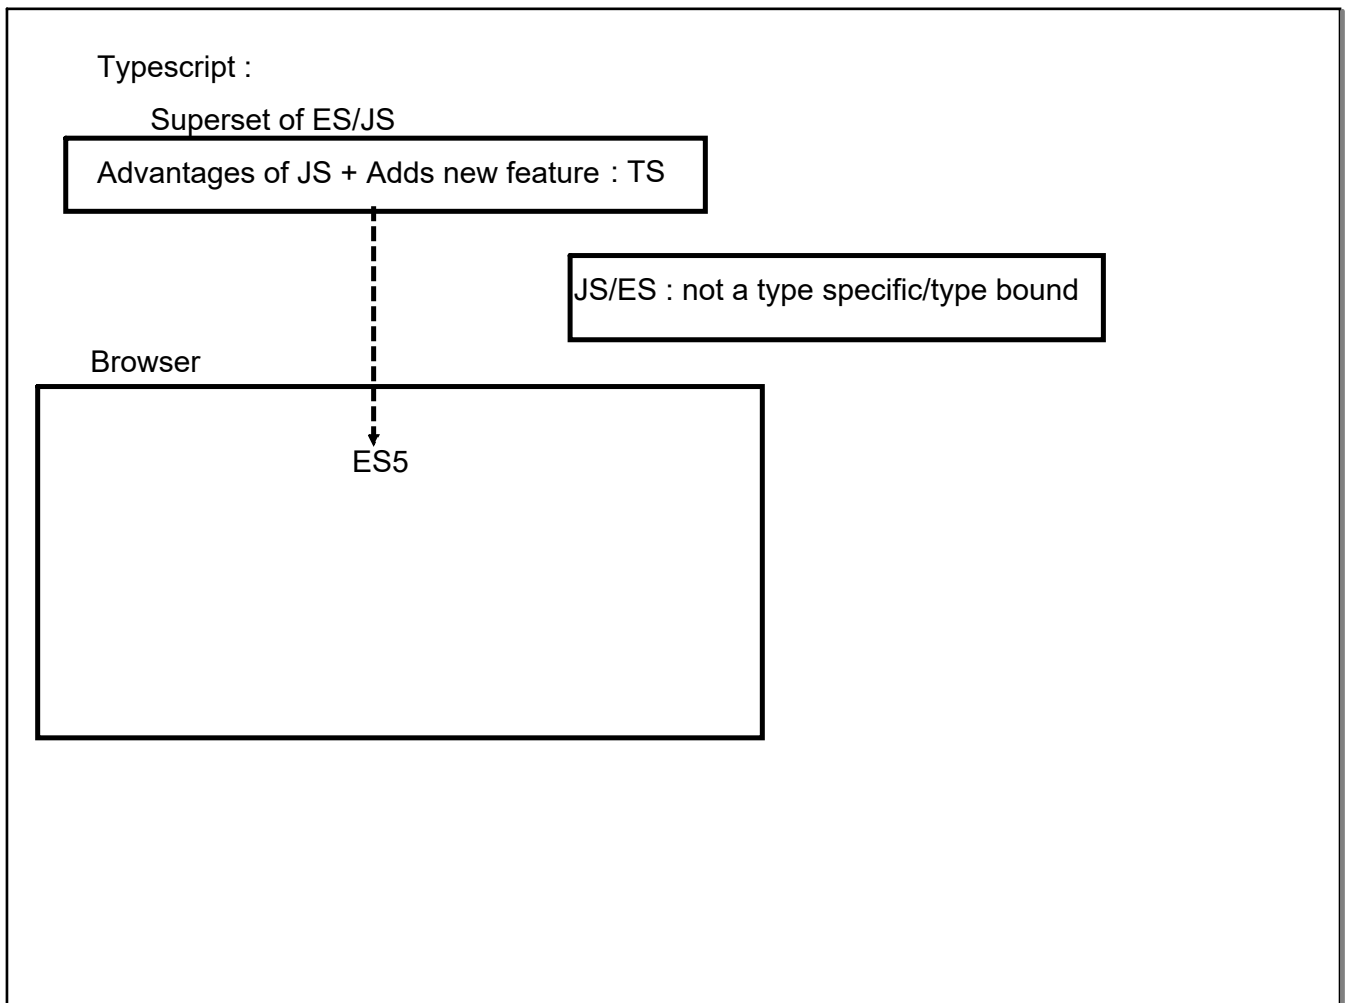 Typescript :
Superset of ES/JS
Advantages of JS + Adds new feature : TS
JS/ES : not a type specific/type bound
Browser
ES5